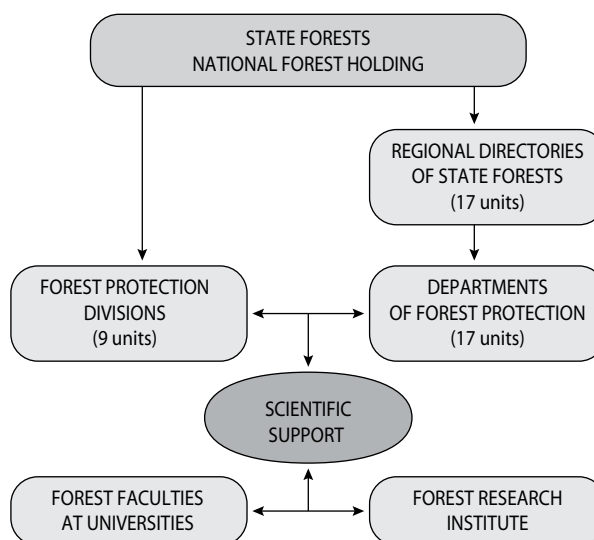 STATE FORESTS
NATIONAL FOREST HOLDING
REGIONAL DIRECTORIES
OF STATE FORESTS
(17 units)
FOREST PROTECTION
DIVISIONS
(9 units)
DEPARTMENTS
OF FOREST PROTECTION
(17 units)
SCIENTIFIC
SUPPORT
FOREST FACULTIES
AT UNIVERSITIES
FOREST RESEARCH
INSTITUTE